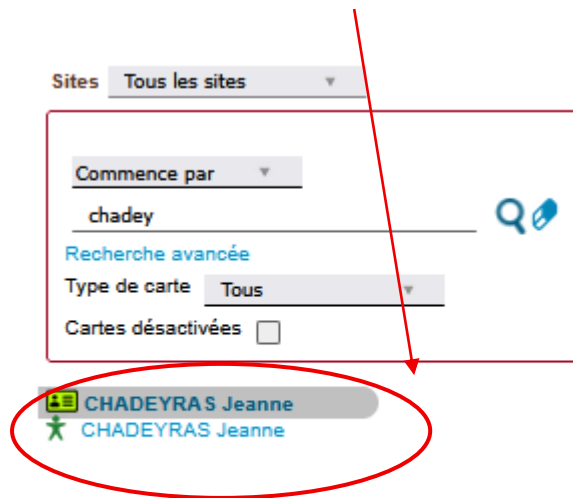 Sites Tous les sites
Commence par
chadey
Recherche avancée
Type de carte Tous
Cartes désactivées
CHADEYRAS Jeanne
CHADEYRAS Jeanne